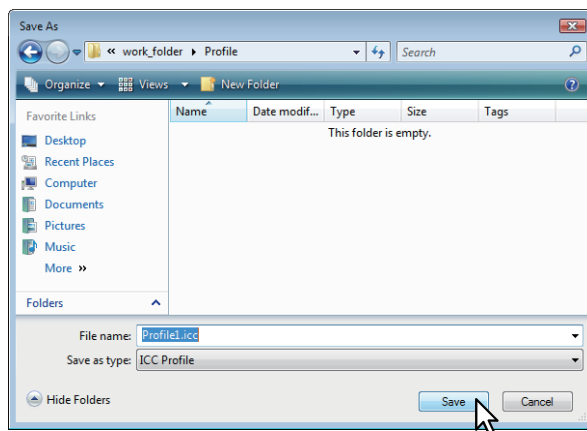 Save As
« work_folder ▸ Profile
Search
Organize Views New Folder
Favorite Links
Name Date modif... Type Size Tags
This folder is empty.
Desktop
Recent Places
Computer
Documents
Pictures
Music
More »
Folders
File name: Profile1.icc
Save as type: ICC Profile
Hide Folders Save Cancel